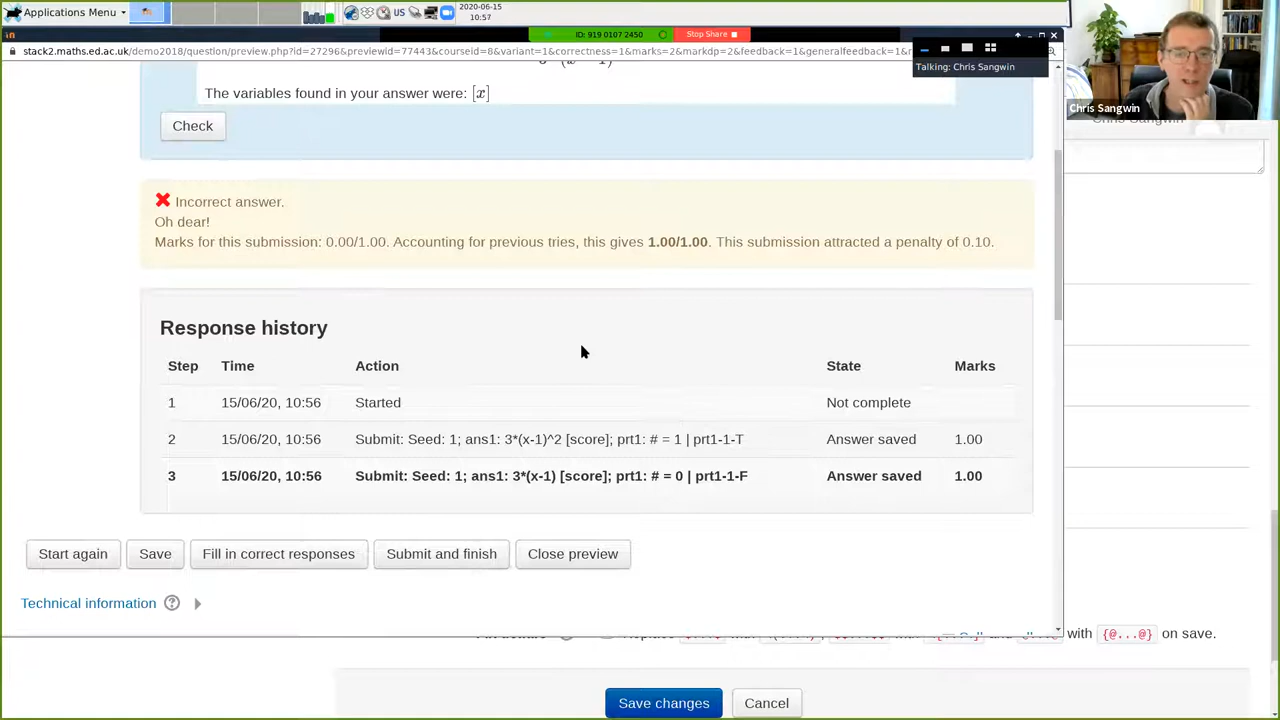 Applications Menu
US
2020-06-15
10:57
ID: 919 0107 2450
Stop Share
stack2.maths.ed.ac.uk/demo2018/question/preview.php?id=27296&previewid=77443&courseid=8&variant=1&correctness=1&marks=2&markdp=2&feedback=1&generalfeedback=1&r
Talking: Chris Sangwin
Chris Sangwin
The variables found in your answer were: [x]
Check
Incorrect answer.
Oh dear!
Marks for this submission: 0.00/1.00. Accounting for previous tries, this gives 1.00/1.00. This submission attracted a penalty of 0.10.
Response history
Step Time Action State Marks
1 15/06/20, 10:56 Started Not complete
2 15/06/20, 10:56 Submit: Seed: 1; ans1: 3*(x-1)^2 [score]; prt1: # = 1 | prt1-1-T Answer saved 1.00
3 15/06/20, 10:56 Submit: Seed: 1; ans1: 3*(x-1) [score]; prt1: # = 0 | prt1-1-F Answer saved 1.00
Start again Save Fill in correct responses Submit and finish Close preview
Technical information
with {@...@} on save.
Save changes Cancel